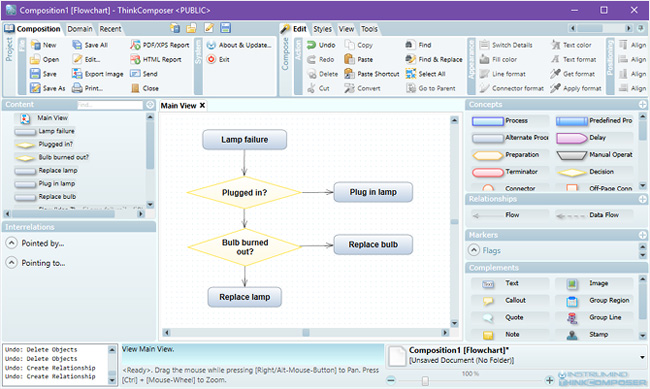 Composition1 [Flowchart] - ThinkComposer <PUBLIC>
Composition Domain Recent
Project
File
New
Open
Save
Save As
Save All
Edit...
Export Image
Print...
PDF/XPS Report
HTML Report
Send
Close
System
About & Update...
Exit
Edit Styles View Tools
Compose
Actions
Undo
Redo
Delete
Cut
Copy
Paste
Paste Shortcut
Convert
Find
Find & Replace
Select All
Go to Parent
Appearance
Switch Details
Fill color
Line format
Connector format
Text color
Text format
Get format
Apply format
Positioning
Align
Align
Align
Align
Content
Find...
Main View
Lamp failure
Plugged in?
Bulb burned out?
Replace lamp
Plug in lamp
Replace bulb
Interrelations
Pointed by...
Pointing to...
Main View
Lamp failure
Plugged in?
Plug in lamp
Bulb burned
out?
Replace bulb
Replace lamp
Concepts
Process
Predefined Pro
Alternate Proc
Delay
Preparation
Manual Operat
Terminator
Decision
Connector
Off-Page Conn
Relationships
Flow
Data Flow
Markers
Flags
Complements
Text
Image
Callout
Group Region
Quote
Group Line
Note
Stamp
Undo: Delete Objects
Undo: Delete Objects
Undo: Create Relationship
Undo: Create Relationship
View Main View.
<Ready>. Drag the mouse while pressing [Right/Alt-Mouse-Button] to Pan. Press
[Ctrl] + [Mouse-Wheel] to Zoom.
Composition1 [Flowchart]*
[Unsaved Document (No Folder)]
100 %
INSTRUMIND
ThinkComposer